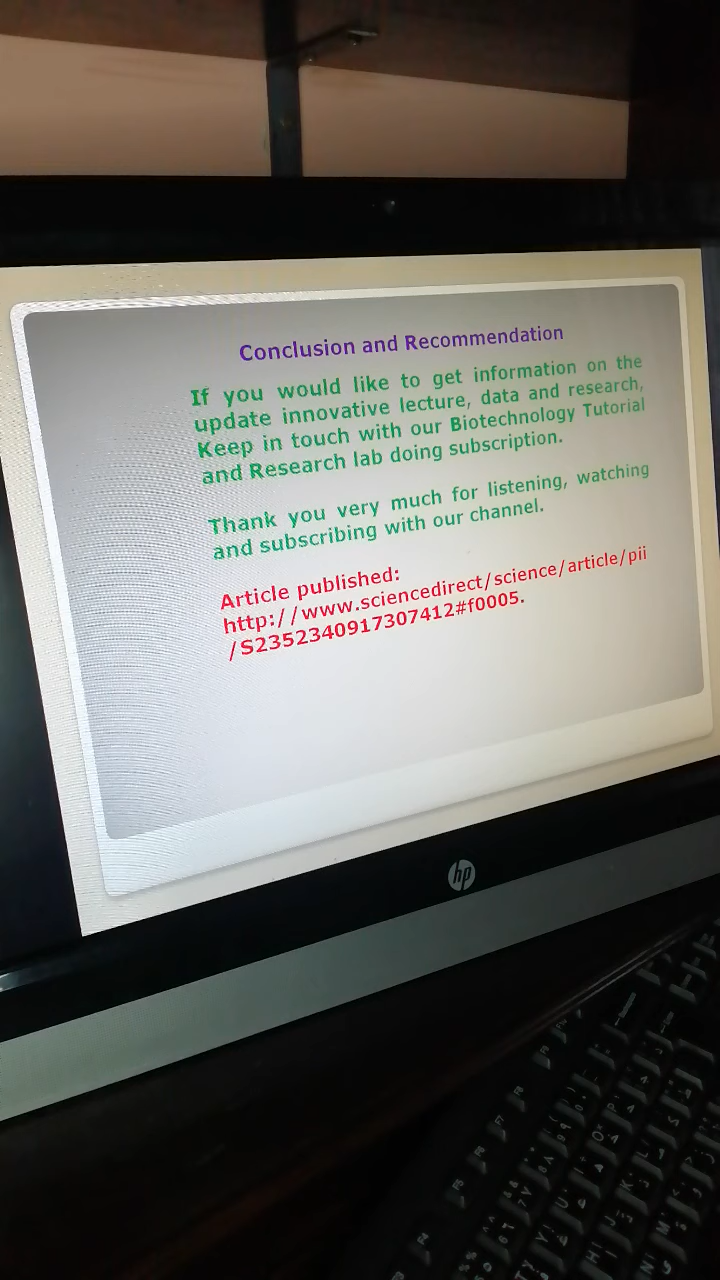 Conclusion and Recommendation
If you would like to get information on the
update innovative lecture, data and research,
Keep in touch with our Biotechnology Tutorial
and Research lab doing subscription.
Thank you very much for listening, watching
and subscribing with our channel.
Article published:
http://www.sciencedirect/science/article/pii
/S2352340917307412#f0005.
hp